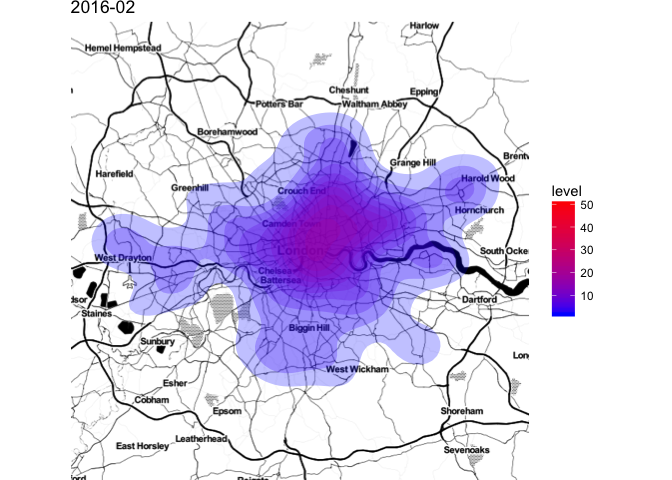 2016-02
Harlow
Hemel Hempstead
Cheshunt
Epping
Potters Bar
Waltham Abbey
Borehamwood
Brentw
Grange Hill
Harefield
Harold Wood
Greenhill
Crouch End
Hornchurch
Camden Town
London
South Ocke
West Drayton
Chelsea
Battersea
dsor
Staines
Dartford
Biggin Hill
Sunbury
Lon
West Wickham
Esher
Cobham
Epsom
Shoreham
Leatherhead
East Horsley
Sevenoaks
ford
level
50
40
30
20
10